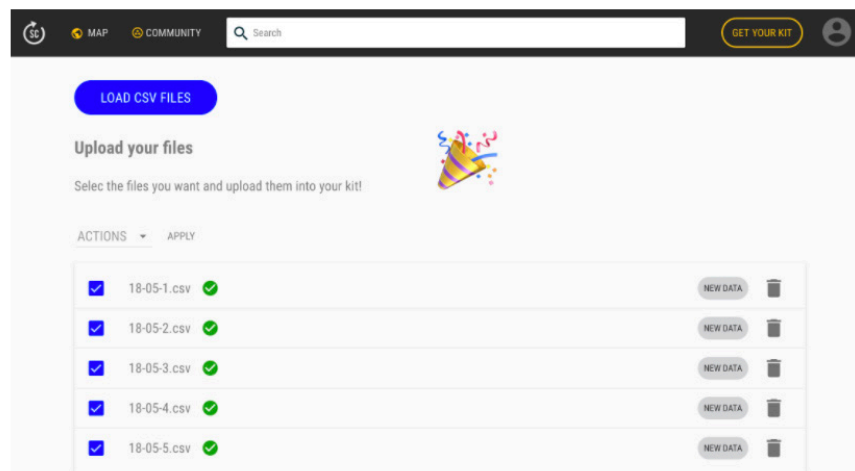 SC MAP COMMUNITY Search GET YOUR KIT
LOAD CSV FILES
Upload your files
Selec the files you want and upload them into your kit!
ACTIONS APPLY
18-05-1.csv NEW DATA
18-05-2.csv NEW DATA
18-05-3.csv NEW DATA
18-05-4.csv NEW DATA
18-05-5.csv NEW DATA